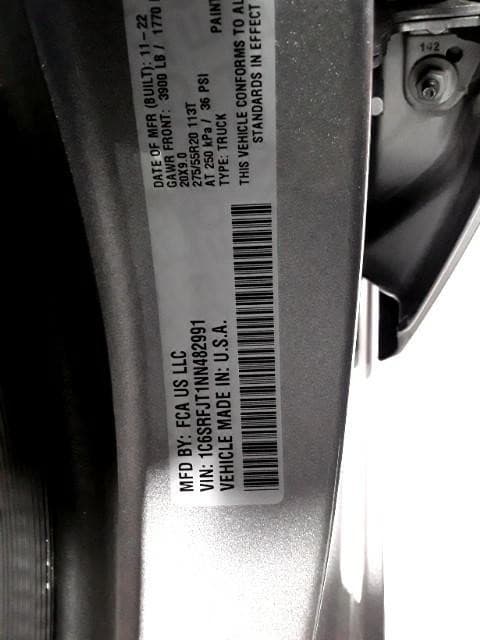 MFD BY: FCA US LLC
DATE OF MFR (BUILT): 11-22
GAWR FRONT: 3900 LB / 1770
20X9.0
275/55R20 113T
AT 250 kPa / 36 PSI
TYPE: TRUCK
PAINT
VIN: 1C6SRFJT1NN482991
VEHICLE MADE IN: U.S.A.
THIS VEHICLE CONFORMS TO AL
STANDARDS IN EFFECT
142